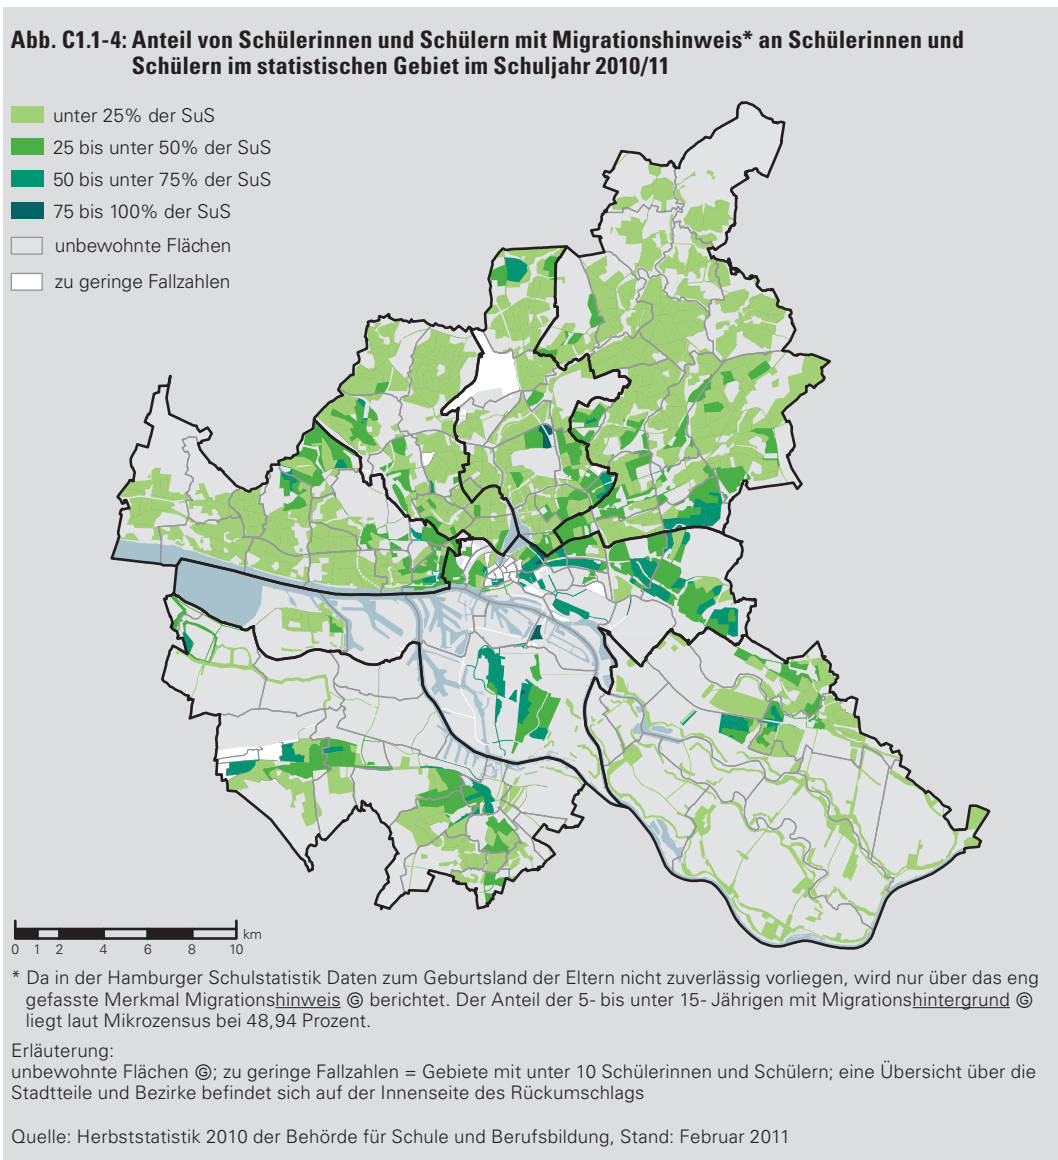 Abb. C1.1-4: Anteil von Schülerinnen und Schülern mit Migrationshinweis* an Schülerinnen und
Schülern im statistischen Gebiet im Schuljahr 2010/11
unter 25% der SuS
25 bis unter 50% der SuS
50 bis unter 75% der SuS
75 bis 100% der SuS
unbewohnte Flächen
zu geringe Fallzahlen
km
0 1 2 4 6 8 10
* Da in der Hamburger Schulstatistik Daten zum Geburtsland der Eltern nicht zuverlässig vorliegen, wird nur über das eng
gefasste Merkmal Migrationshinweis Ⓖ berichtet. Der Anteil der 5- bis unter 15- Jährigen mit Migrationshintergrund Ⓖ
liegt laut Mikrozensus bei 48,94 Prozent.
Erläuterung:
unbewohnte Flächen Ⓖ; zu geringe Fallzahlen = Gebiete mit unter 10 Schülerinnen und Schülern; eine Übersicht über die
Stadtteile und Bezirke befindet sich auf der Innenseite des Rückumschlags
Quelle: Herbststatistik 2010 der Behörde für Schule und Berufsbildung, Stand: Februar 2011